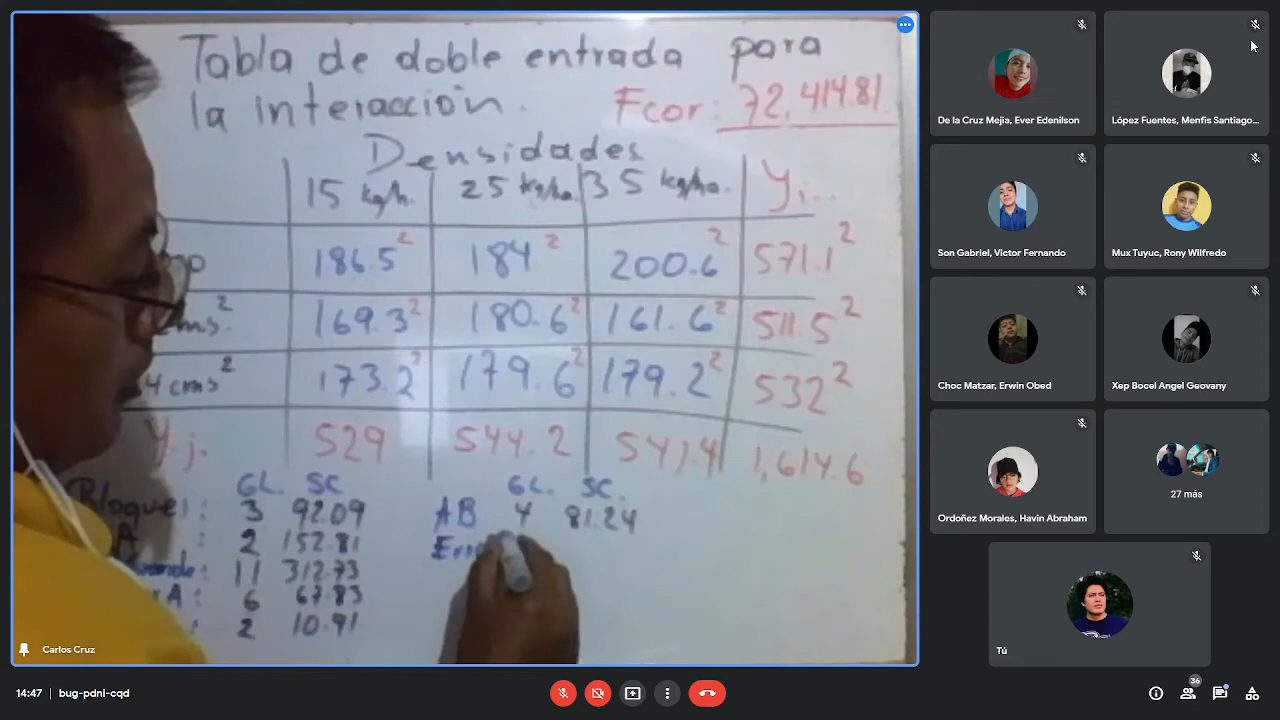 Tabla de doble entrada para
la interacción. Fcor: 72,414.81
Densidades
15 kg/h. 25 kg/ha. 35 kg/ha. Yi..
186.5² 184² 200.6² 571.1²
cms² 169.3² 180.6² 161.6² 511.5²
4 cms² 173.2² 179.6² 179.2² 532²
Y.j. 529 544.2 541.4 1,614.6
GL. SC GL. SC.
Bloques: 3 92.09 AB 4 81.24
A : 2 152.81
: 11 312.73
A : 6 67.83
: 2 10.91
Carlos Cruz
De la Cruz Mejia, Ever Edenilson
López Fuentes, Menfis Santiago...
Son Gabriel, Victor Fernando
Mux Tuyuc, Rony Wilfredo
Choc Matzar, Erwin Obed
Xep Bocel Angel Geovany
Ordoñez Morales, Havin Abraham
27 más
Tú
14:47 bug-pdnl-cqd
36